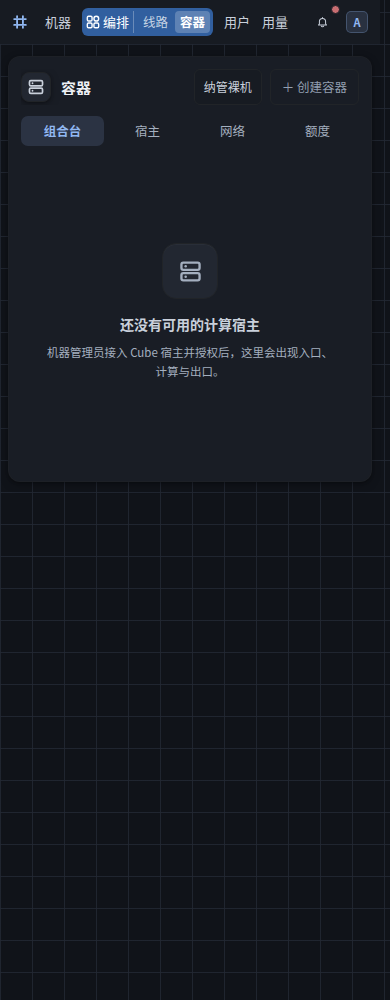 机器 编排 线路 容器 用户 用量 A
容器 纳管裸机 + 创建容器
组合台 宿主 网络 额度
还没有可用的计算宿主
机器管理员接入 Cube 宿主并授权后，这里会出现入口、
计算与出口。